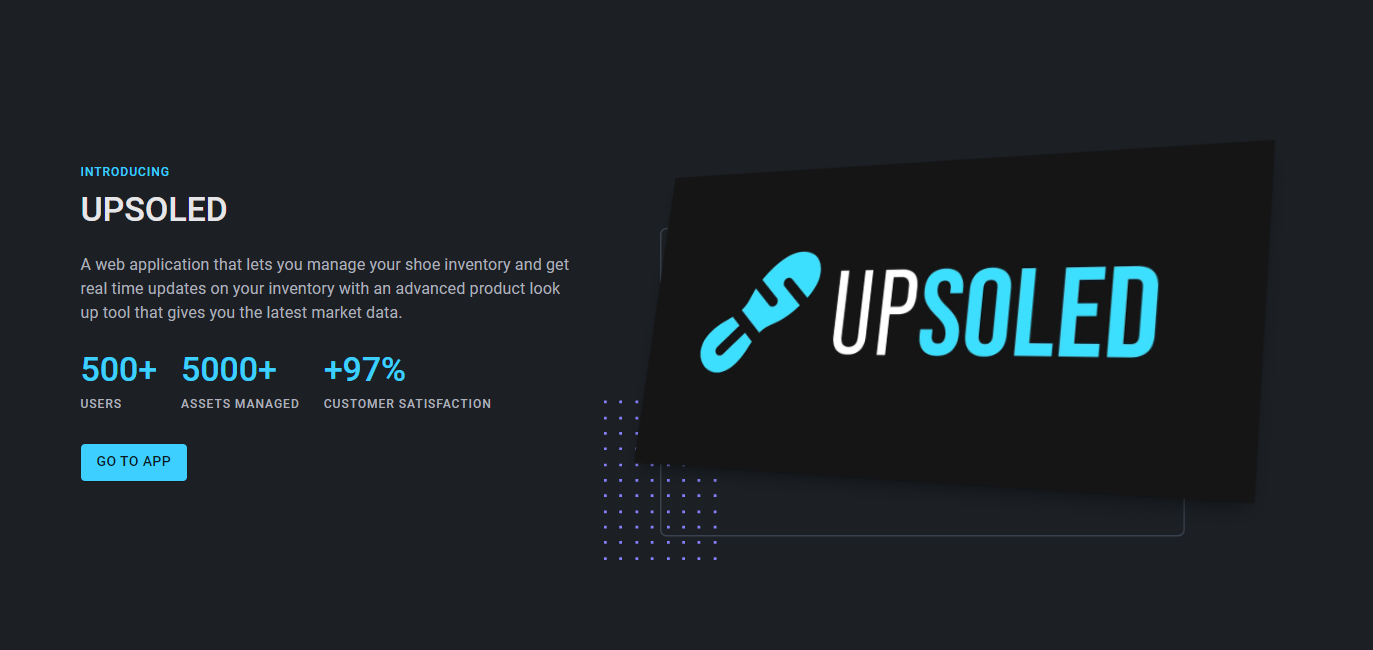 INTRODUCING
UPSOLED
A web application that lets you manage your shoe inventory and get
real time updates on your inventory with an advanced product look
up tool that gives you the latest market data.
500+ 5000+ +97%
USERS ASSETS MANAGED CUSTOMER SATISFACTION
GO TO APP
UPSOLED